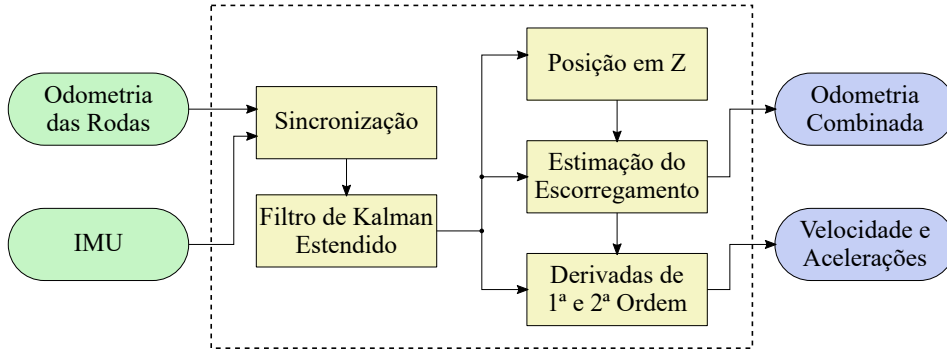 Odometria
das Rodas
IMU
Sincronização
Filtro de Kalman
Estendido
Posição em Z
Estimação do
Escorregamento
Derivadas de
1ª e 2ª Ordem
Odometria
Combinada
Velocidade e
Acelerações